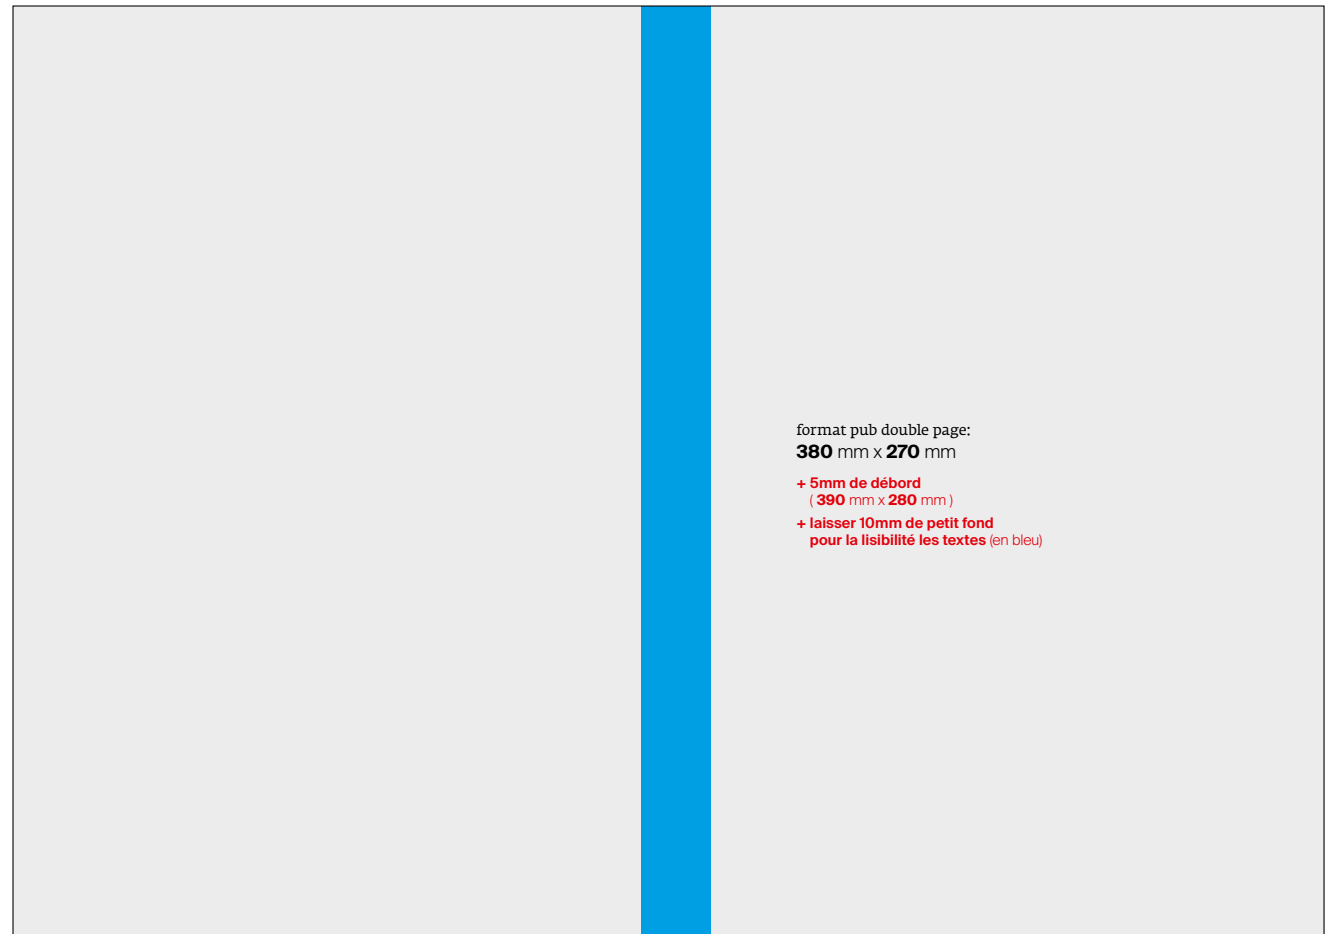 format pub double page:
380 mm x 270 mm
+ 5mm de débord
( 390 mm x 280 mm )
+ laisser 10mm de petit fond
pour la lisibilité les textes (en bleu)